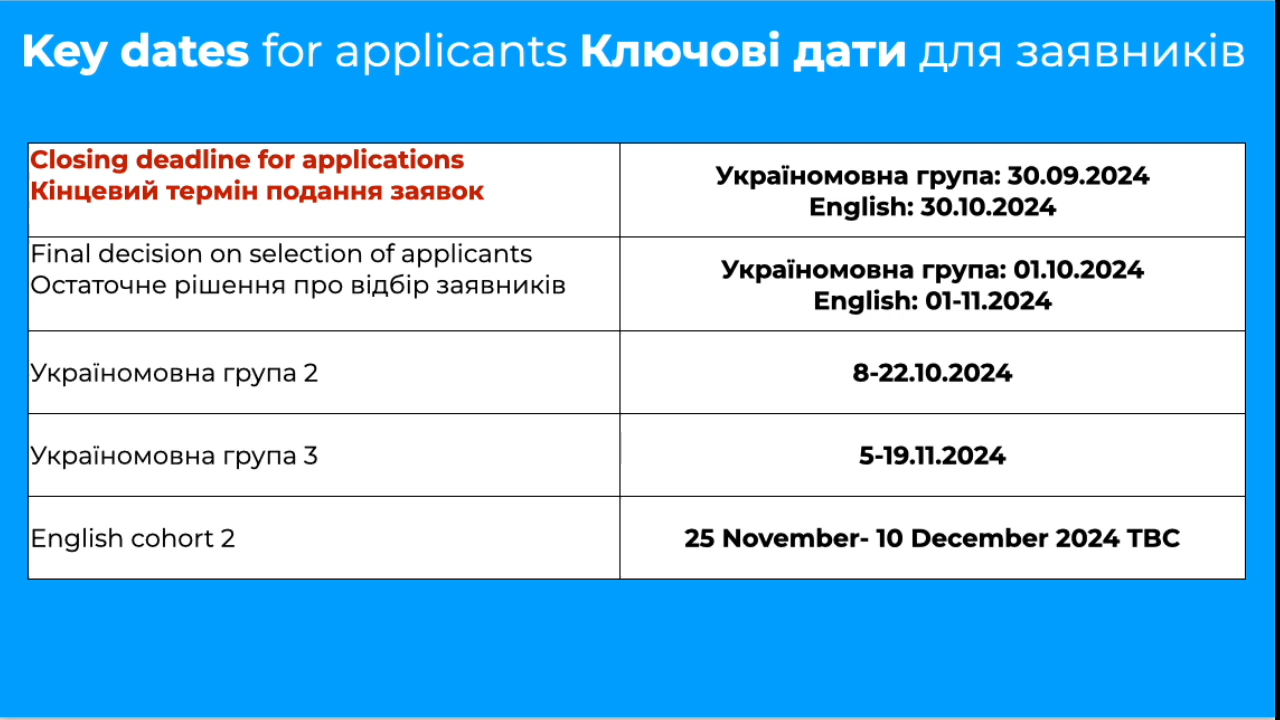 Key dates for applicants Ключові дати для заявників
Closing deadline for applications
Кінцевий термін подання заявок
Україномовна група: 30.09.2024
English: 30.10.2024
Final decision on selection of applicants
Остаточне рішення про відбір заявників
Україномовна група: 01.10.2024
English: 01-11.2024
Україномовна група 2
8-22.10.2024
Україномовна група 3
5-19.11.2024
English cohort 2
25 November- 10 December 2024 TBC